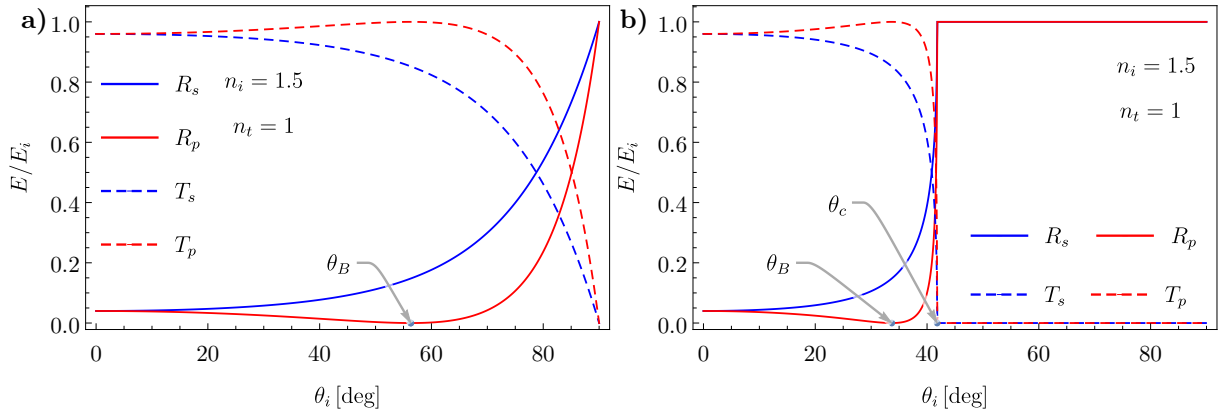 a)
1.0
0.8
0.6
0.4
0.2
0.0
E/E_i
R_s
R_p
T_s
T_p
n_i = 1.5
n_t = 1
θ_B
0 20 40 60 80
θ_i [deg]
b)
1.0
0.8
0.6
0.4
0.2
0.0
E/E_i
n_i = 1.5
n_t = 1
θ_c
θ_B
R_s R_p
T_s T_p
0 20 40 60 80
θ_i [deg]